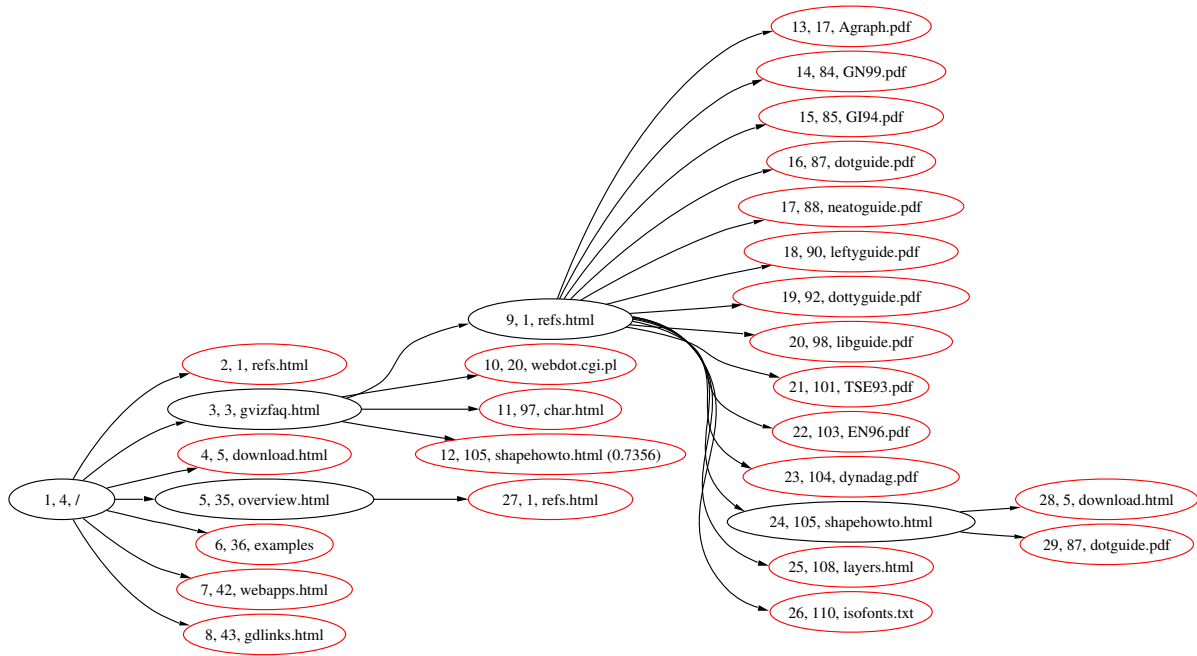 1, 4, /
2, 1, refs.html
3, 3, gvizfaq.html
4, 5, download.html
5, 35, overview.html
6, 36, examples
7, 42, webapps.html
8, 43, gdlinks.html
9, 1, refs.html
10, 20, webdot.cgi.pl
11, 97, char.html
12, 105, shapehowto.html (0.7356)
27, 1, refs.html
13, 17, Agraph.pdf
14, 84, GN99.pdf
15, 85, GI94.pdf
16, 87, dotguide.pdf
17, 88, neatoguide.pdf
18, 90, leftyguide.pdf
19, 92, dottyguide.pdf
20, 98, libguide.pdf
21, 101, TSE93.pdf
22, 103, EN96.pdf
23, 104, dynadag.pdf
24, 105, shapehowto.html
25, 108, layers.html
26, 110, isofonts.txt
28, 5, download.html
29, 87, dotguide.pdf